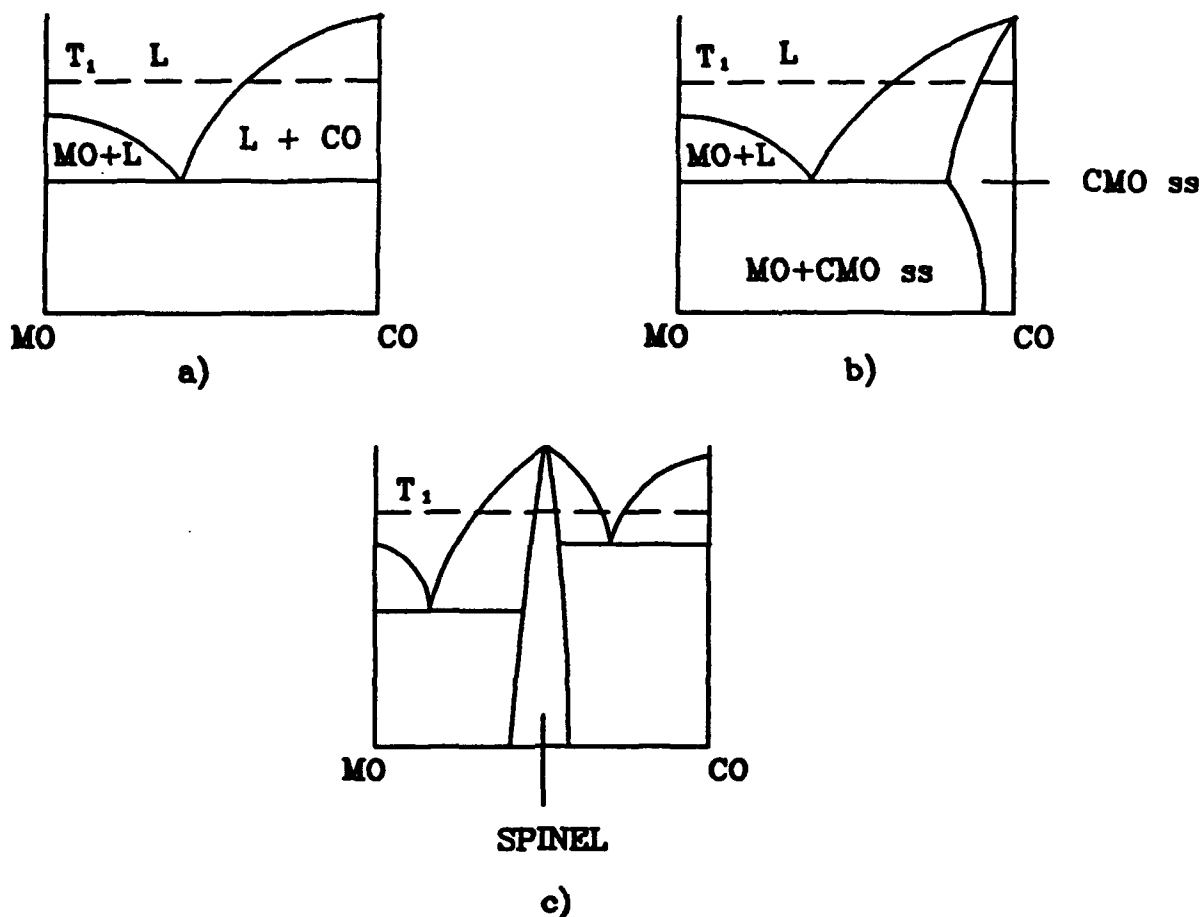 T₁ L
MO+L
L + CO
MO CO
a)
T₁ L
MO+L
CMO ss
MO+CMO ss
MO CO
b)
T₁
MO CO
SPINEL
c)